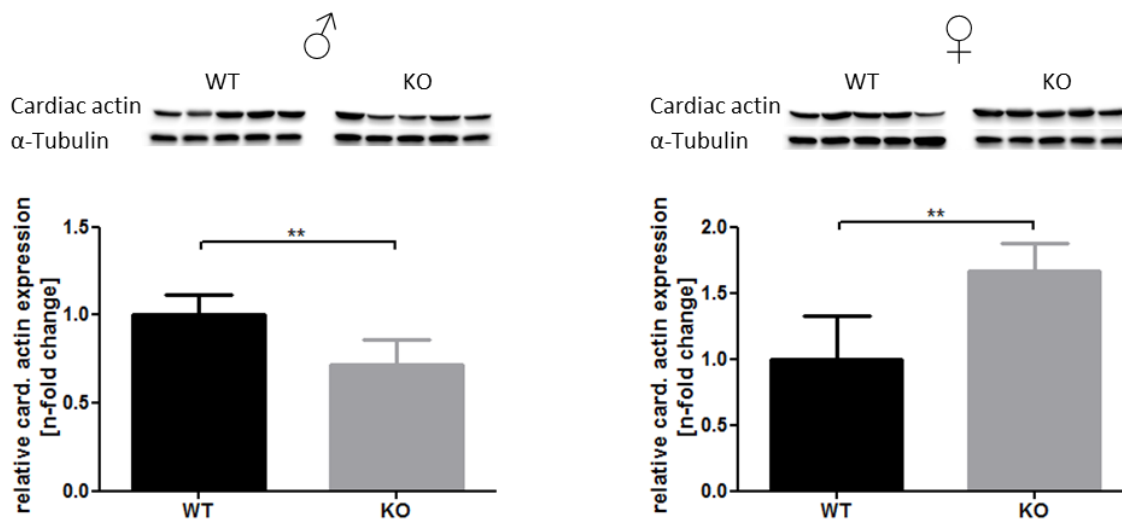 ♂
WT KO
Cardiac actin
α-Tubulin
relative card. actin expression
[n-fold change]
1.5
1.0
0.5
0.0
**
WT KO
♀
WT KO
Cardiac actin
α-Tubulin
relative card. actin expression
[n-fold change]
2.0
1.5
1.0
0.5
0.0
**
WT KO